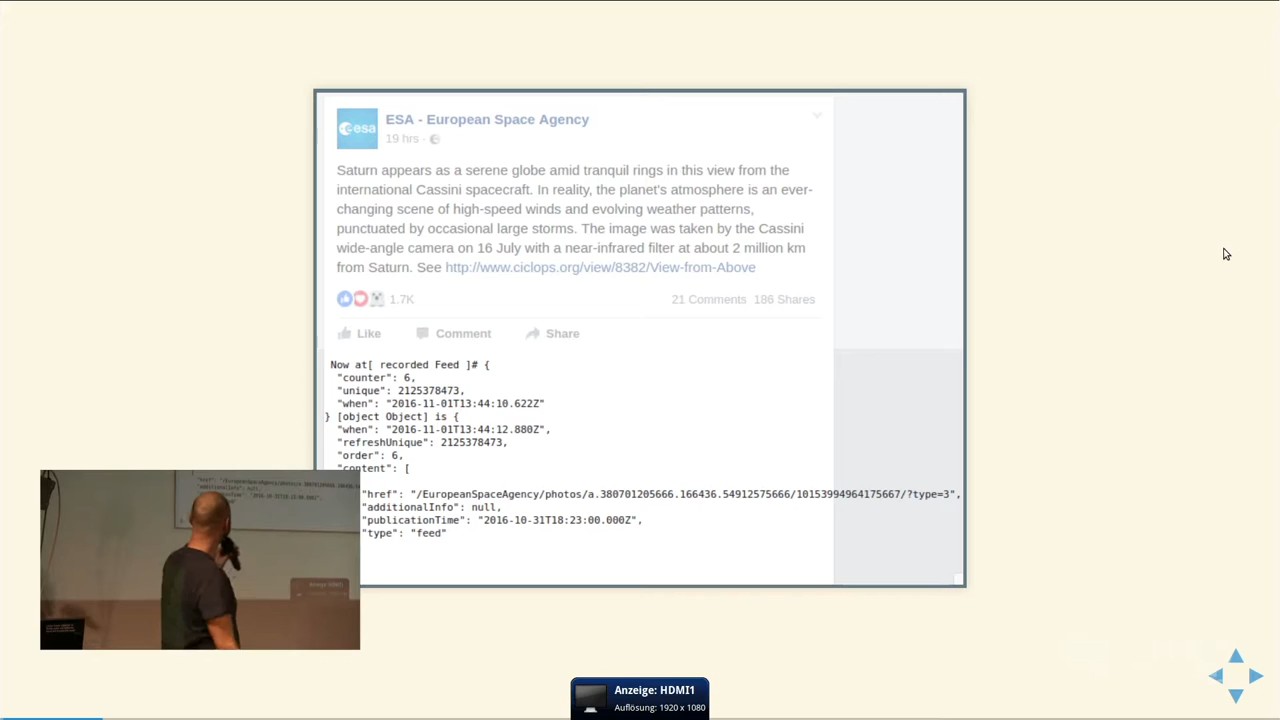 esa
ESA - European Space Agency
19 hrs ·
Saturn appears as a serene globe amid tranquil rings in this view from the
international Cassini spacecraft. In reality, the planet's atmosphere is an ever-
changing scene of high-speed winds and evolving weather patterns,
punctuated by occasional large storms. The image was taken by the Cassini
wide-angle camera on 16 July with a near-infrared filter at about 2 million km
from Saturn. See http://www.ciclops.org/view/8382/View-from-Above
1.7K 21 Comments 186 Shares
Like Comment Share
Now at[ recorded Feed ]# {
"counter": 6,
"unique": 2125378473,
"when": "2016-11-01T13:44:10.622Z"
} [object Object] is {
"when": "2016-11-01T13:44:12.880Z",
"refreshUnique": 2125378473,
"order": 6,
"content": [
"href": "/EuropeanSpaceAgency/photos/a.380701205666.166436.54912575666/10153994964175667/?type=3",
"additionalInfo": null,
"publicationTime": "2016-10-31T18:23:00.000Z",
"type": "feed"
Anzeige: HDMI1
Auflösung: 1920 x 1080